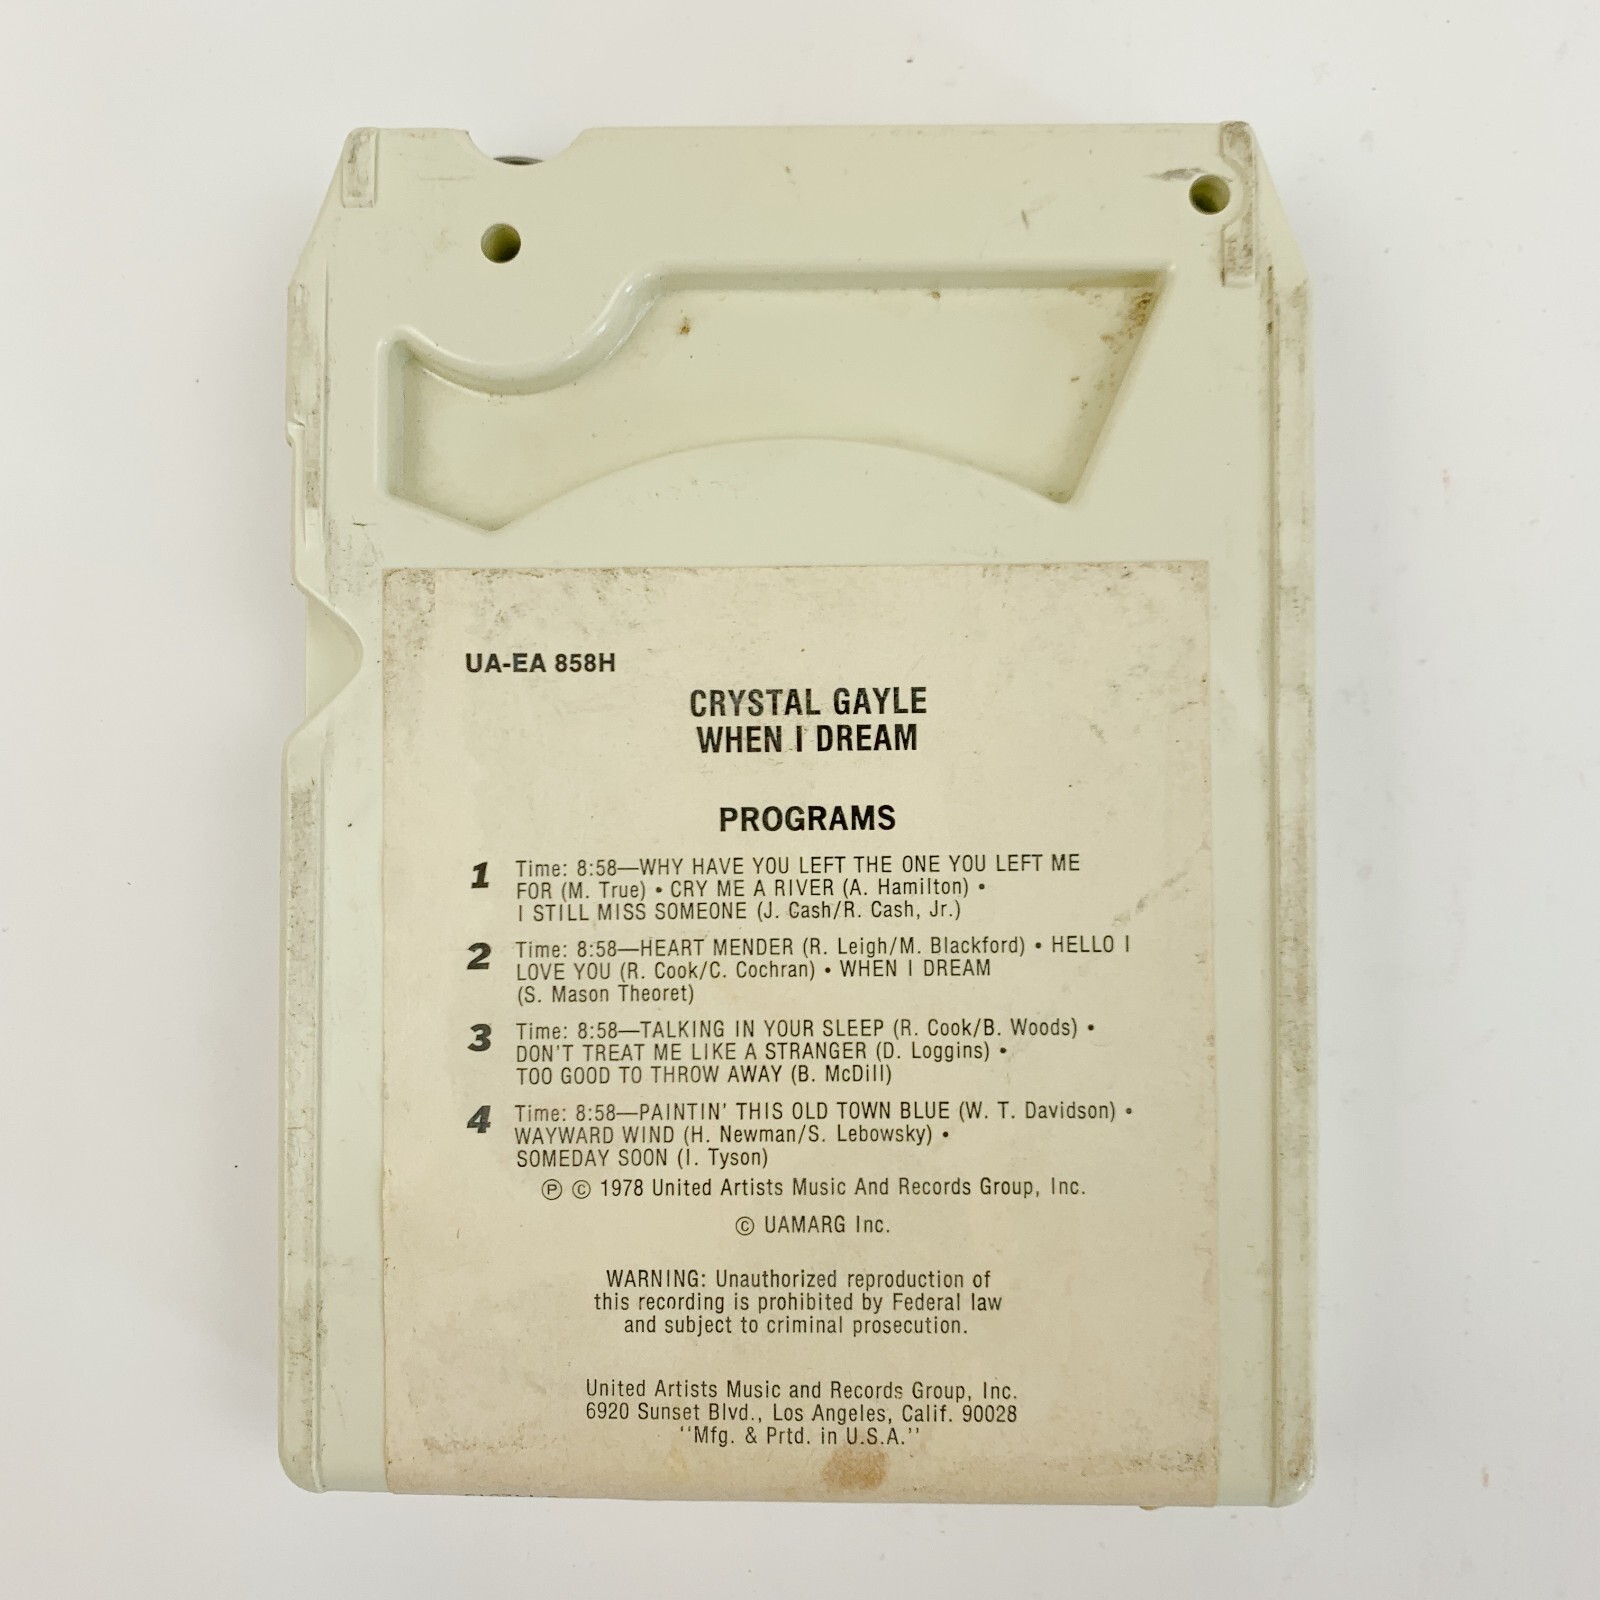 UA-EA 858H
CRYSTAL GAYLE
WHEN I DREAM
PROGRAMS
1 Time: 8:58—WHY HAVE YOU LEFT THE ONE YOU LEFT ME
FOR (M. True) • CRY ME A RIVER (A. Hamilton) •
I STILL MISS SOMEONE (J. Cash/R. Cash, Jr.)
2 Time: 8:58—HEART MENDER (R. Leigh/M. Blackford) • HELLO I
LOVE YOU (R. Cook/C. Cochran) • WHEN I DREAM
(S. Mason Theoret)
3 Time: 8:58—TALKING IN YOUR SLEEP (R. Cook/B. Woods) •
DON'T TREAT ME LIKE A STRANGER (D. Loggins) •
TOO GOOD TO THROW AWAY (B. McDill)
4 Time: 8:58—PAINTIN' THIS OLD TOWN BLUE (W. T. Davidson) •
WAYWARD WIND (H. Newman/S. Lebowsky) •
SOMEDAY SOON (I. Tyson)
℗ © 1978 United Artists Music And Records Group, Inc.
© UAMARG Inc.
WARNING: Unauthorized reproduction of
this recording is prohibited by Federal law
and subject to criminal prosecution.
United Artists Music and Records Group, Inc.
6920 Sunset Blvd., Los Angeles, Calif. 90028
''Mfg. & Prtd. in U.S.A.''